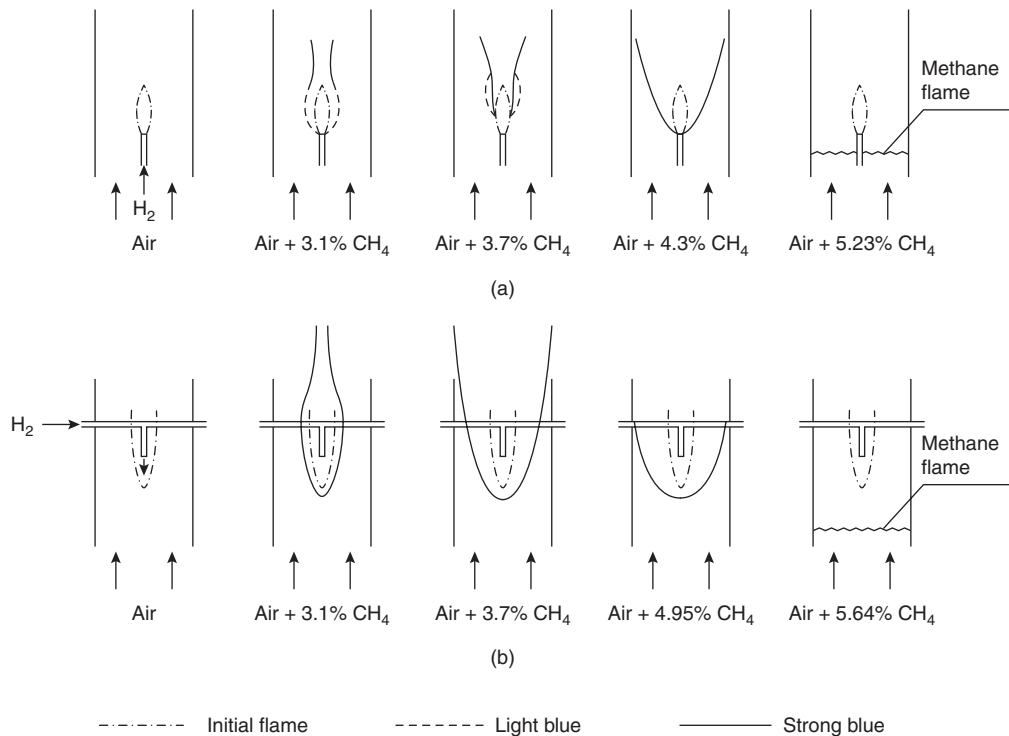 Methane
flame
H₂
Air
Air + 3.1% CH₄
Air + 3.7% CH₄
Air + 4.3% CH₄
Air + 5.23% CH₄
(a)
H₂
Methane
flame
Air
Air + 3.1% CH₄
Air + 3.7% CH₄
Air + 4.95% CH₄
Air + 5.64% CH₄
(b)
Initial flame
Light blue
Strong blue